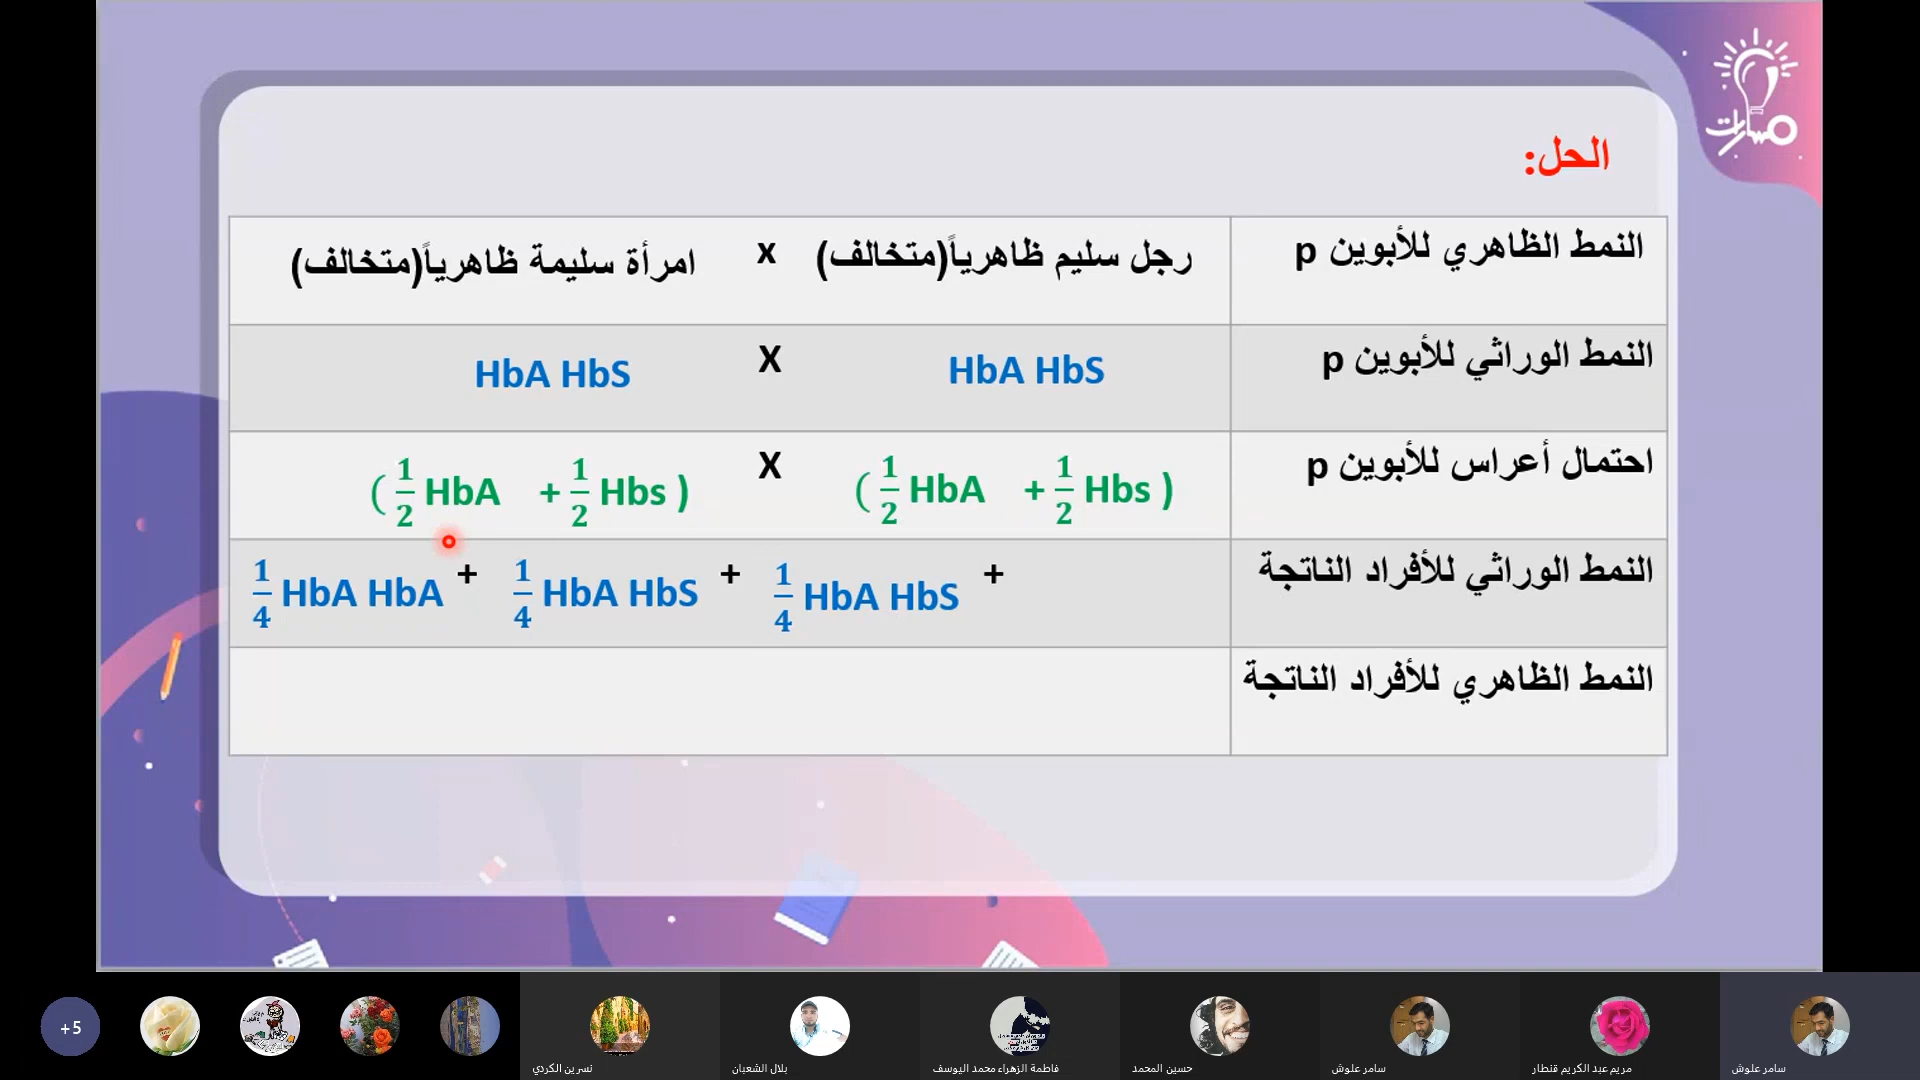 مسارات
الحل:
النمط الظاهري للأبوين p
رجل سليم ظاهرياً(متخالف) x امرأة سليمة ظاهرياً(متخالف)
النمط الوراثي للأبوين p
HbA HbS X HbA HbS
احتمال أعراس للأبوين p
( 1/2 HbA + 1/2 Hbs ) X ( 1/2 HbA + 1/2 Hbs )
النمط الوراثي للأفراد الناتجة
1/4 HbA HbA + 1/4 HbA HbS + 1/4 HbA HbS +
النمط الظاهري للأفراد الناتجة
+5
نسرين الكردي
بلال الشعبان
فاطمة الزهراء محمد اليوسف
حسين المحمد
سامر علوش
مريم عبد الكريم قنطار
سامر علوش